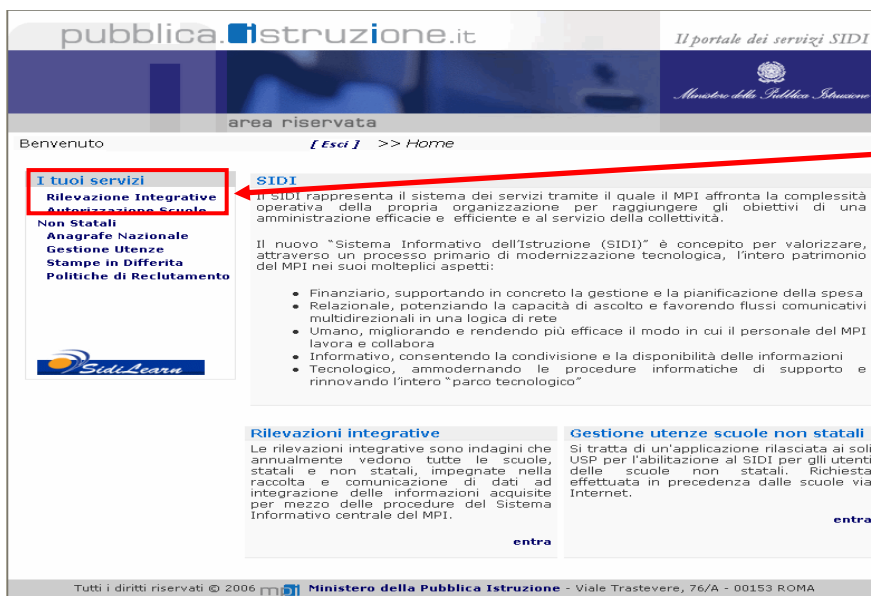 pubblica.istruzione.it
Il portale dei servizi SIDI
Ministero della Pubblica Istruzione
area riservata
Benvenuto
[ Esci ] >> Home
I tuoi servizi
Rilevazione Integrative
Autorizzazione Scuole
Non Statali
Anagrafe Nazionale
Gestione Utenze
Stampe in Differita
Politiche di Reclutamento
SidiLearn
SIDI
Il SIDI rappresenta il sistema dei servizi tramite il quale il MPI affronta la complessità
operativa della propria organizzazione per raggiungere gli obiettivi di una
amministrazione efficacie e efficiente e al servizio della collettività.
Il nuovo "Sistema Informativo dell'Istruzione (SIDI)" è concepito per valorizzare,
attraverso un processo primario di modernizzazione tecnologica, l'intero patrimonio
del MPI nei suoi molteplici aspetti:
• Finanziario, supportando in concreto la gestione e la pianificazione della spesa
• Relazionale, potenziando la capacità di ascolto e favorendo flussi comunicativi
multidirezionali in una logica di rete
• Umano, migliorando e rendendo più efficace il modo in cui il personale del MPI
lavora e collabora
• Informativo, consentendo la condivisione e la disponibilità delle informazioni
• Tecnologico, ammodernando le procedure informatiche di supporto e
rinnovando l'intero "parco tecnologico"
Rilevazioni integrative
Le rilevazioni integrative sono indagini che
annualmente vedono tutte le scuole,
statali e non statali, impegnate nella
raccolta e comunicazione di dati ad
integrazione delle informazioni acquisite
per mezzo delle procedure del Sistema
Informativo centrale del MPI.
entra
Gestione utenze scuole non statali
Si tratta di un'applicazione rilasciata ai soli
USP per l'abilitazione al SIDI per glli utenti
delle scuole non statali. Richiesta
effettuata in precedenza dalle scuole via
Internet.
entra
Tutti i diritti riservati © 2006 mpi Ministero della Pubblica Istruzione - Viale Trastevere, 76/A - 00153 ROMA